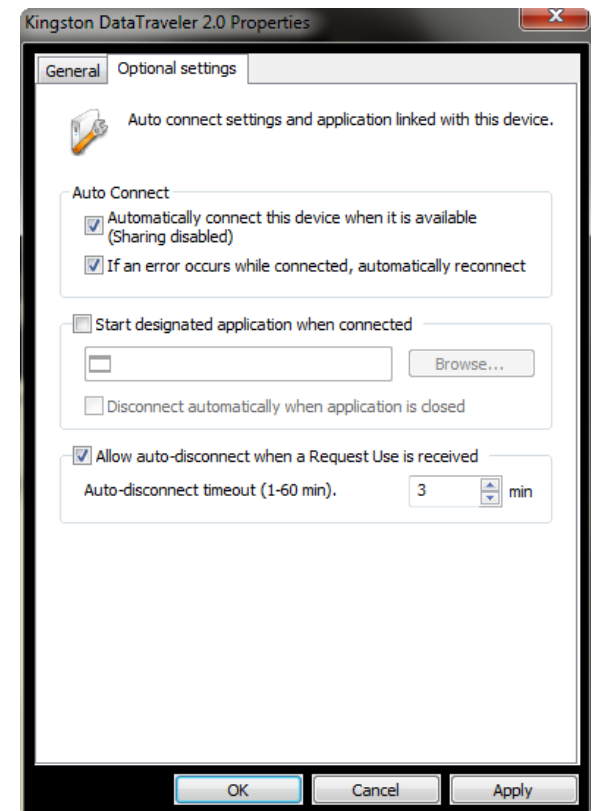 Kingston DataTraveler 2.0 Properties
General Optional settings
Auto connect settings and application linked with this device.
Auto Connect
Automatically connect this device when it is available
(Sharing disabled)
If an error occurs while connected, automatically reconnect
Start designated application when connected
Browse...
Disconnect automatically when application is closed
Allow auto-disconnect when a Request Use is received
Auto-disconnect timeout (1-60 min). 3 min
OK Cancel Apply